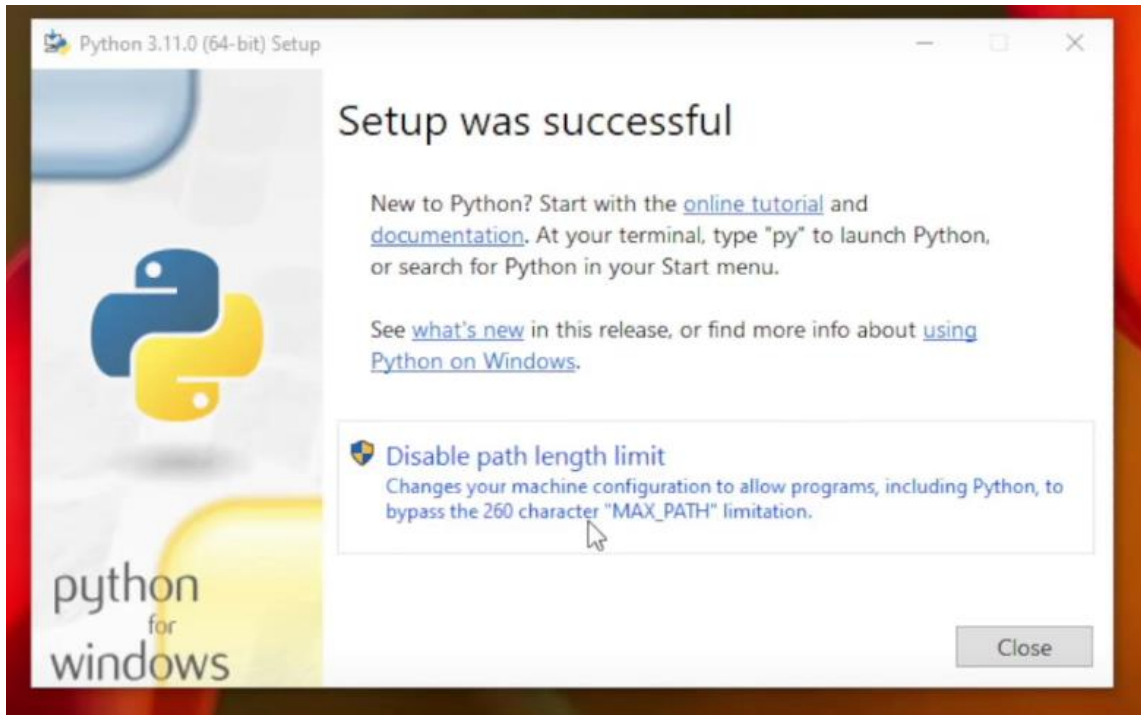 Python 3.11.0 (64-bit) Setup
Setup was successful
New to Python? Start with the online tutorial and
documentation. At your terminal, type "py" to launch Python,
or search for Python in your Start menu.
See what's new in this release, or find more info about using
Python on Windows.
Disable path length limit
Changes your machine configuration to allow programs, including Python, to
bypass the 260 character "MAX_PATH" limitation.
python
for
windows
Close